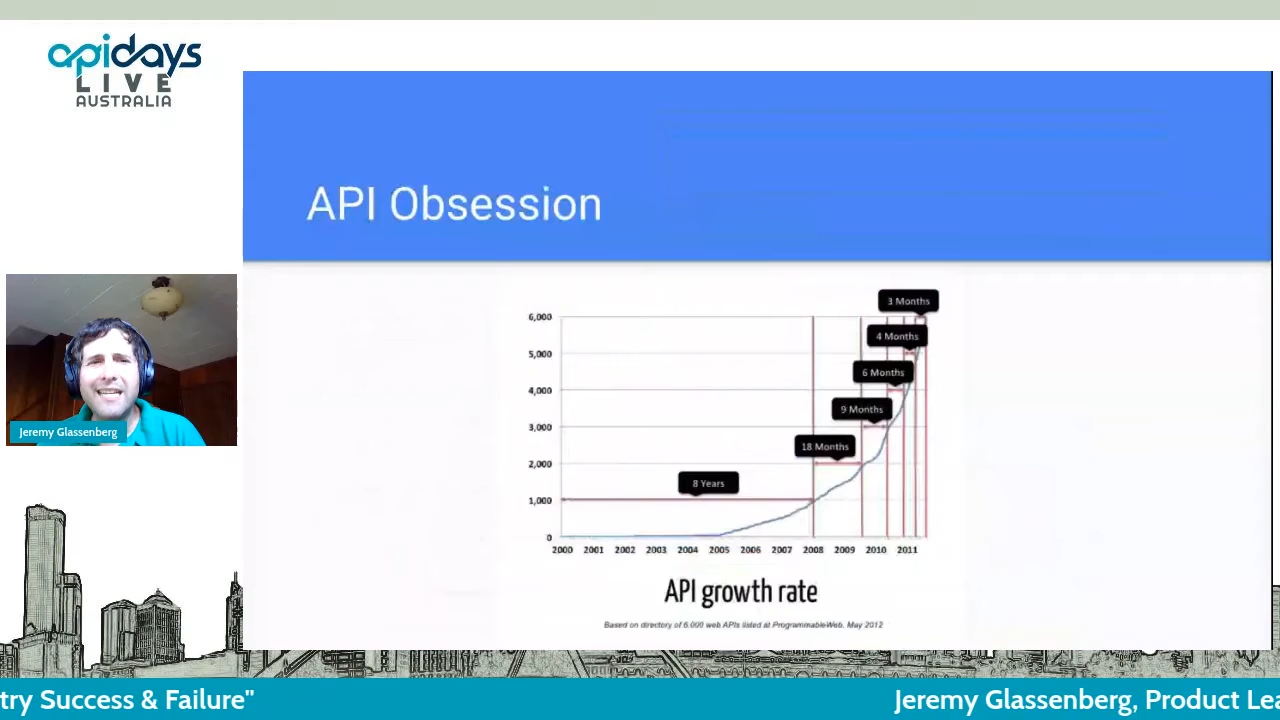 apidays
LIVE
AUSTRALIA
API Obsession
Jeremy Glassenberg
3 Months
6,000
4 Months
5,000
6 Months
4,000
9 Months
3,000
18 Months
2,000
8 Years
1,000
0
2000 2001 2002 2003 2004 2005 2006 2007 2008 2009 2010 2011
API growth rate
Based on directory of 6.000 web APIs listed at ProgrammableWeb, May 2012
try Success & Failure"
Jeremy Glassenberg, Product Lea